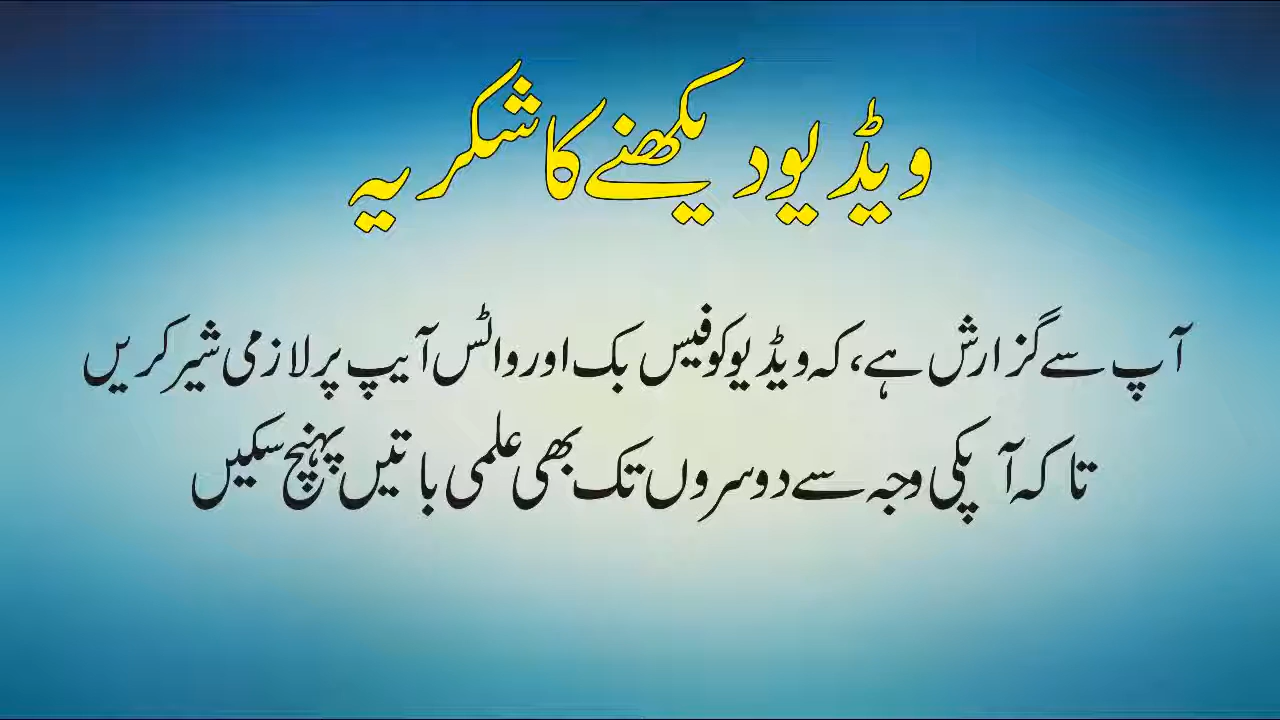 ویڈیو دیکھنے کا شکریہ
آپ سے گزارش ہے، کہ ویڈیو کو فیس بک اور واٹس آیپ پر لازمی شیر کریں
تاکہ آپکی وجہ سے دوسروں تک بھی علمی باتیں پہنچ سکیں